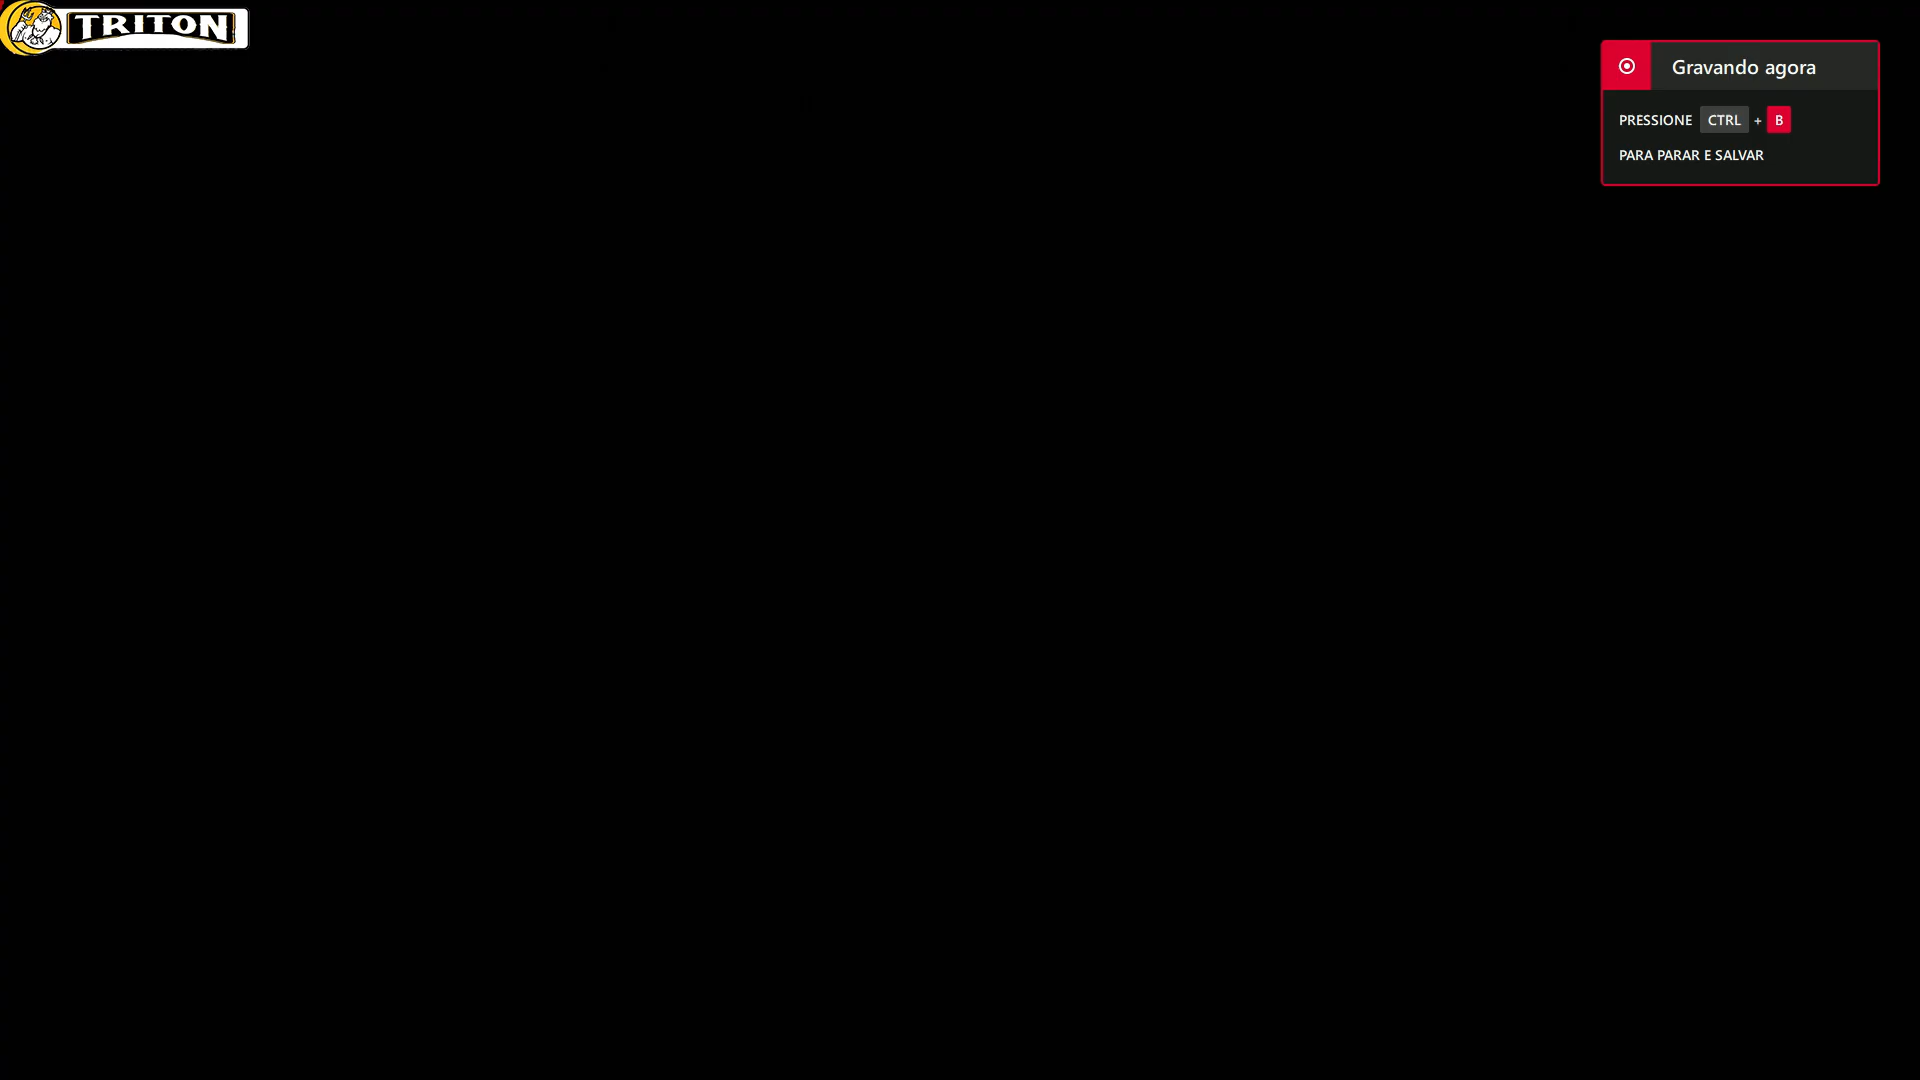 TRITON
Gravando agora
PRESSIONE CTRL + B
PARA PARAR E SALVAR